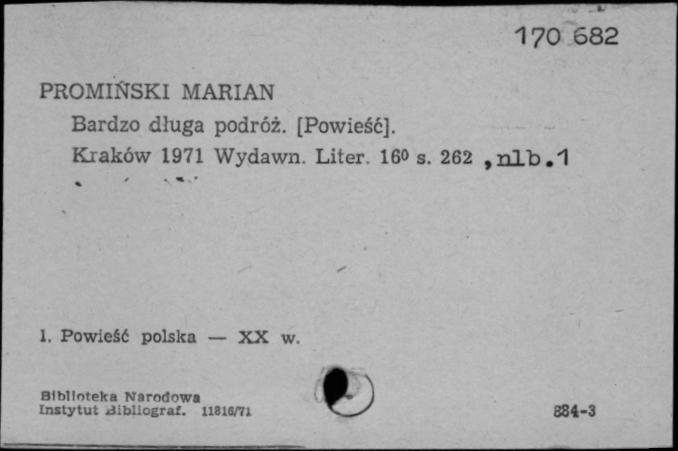 170 682
PROMIŃSKI MARIAN
Bardzo długa podróż. [Powieść].
Kraków 1971 Wydawn. Liter. 16⁰ s. 262 , nlb.1
1. Powieść polska — XX w.
Biblioteka Narodowa
Instytut Bibliograf. 11816/71
884-3